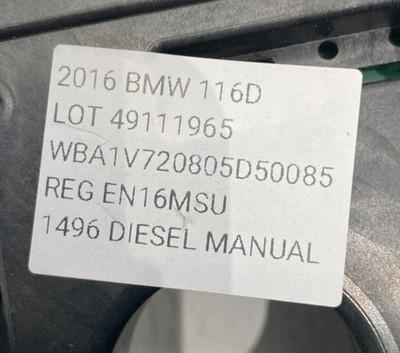 2016 BMW 116D
LOT 49111965
WBA1V720805D50085
REG EN16MSU
1496 DIESEL MANUAL